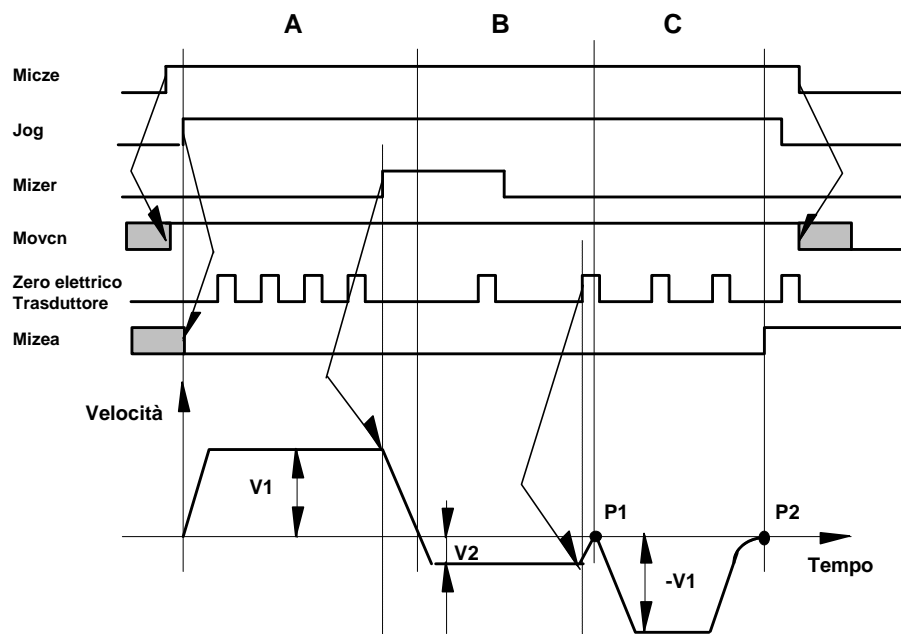 A B C
Micze
Jog
Mizer
Movcn
Zero elettrico
Trasduttore
Mizea
Velocità
V1
V2
P1
P2
-V1
Tempo